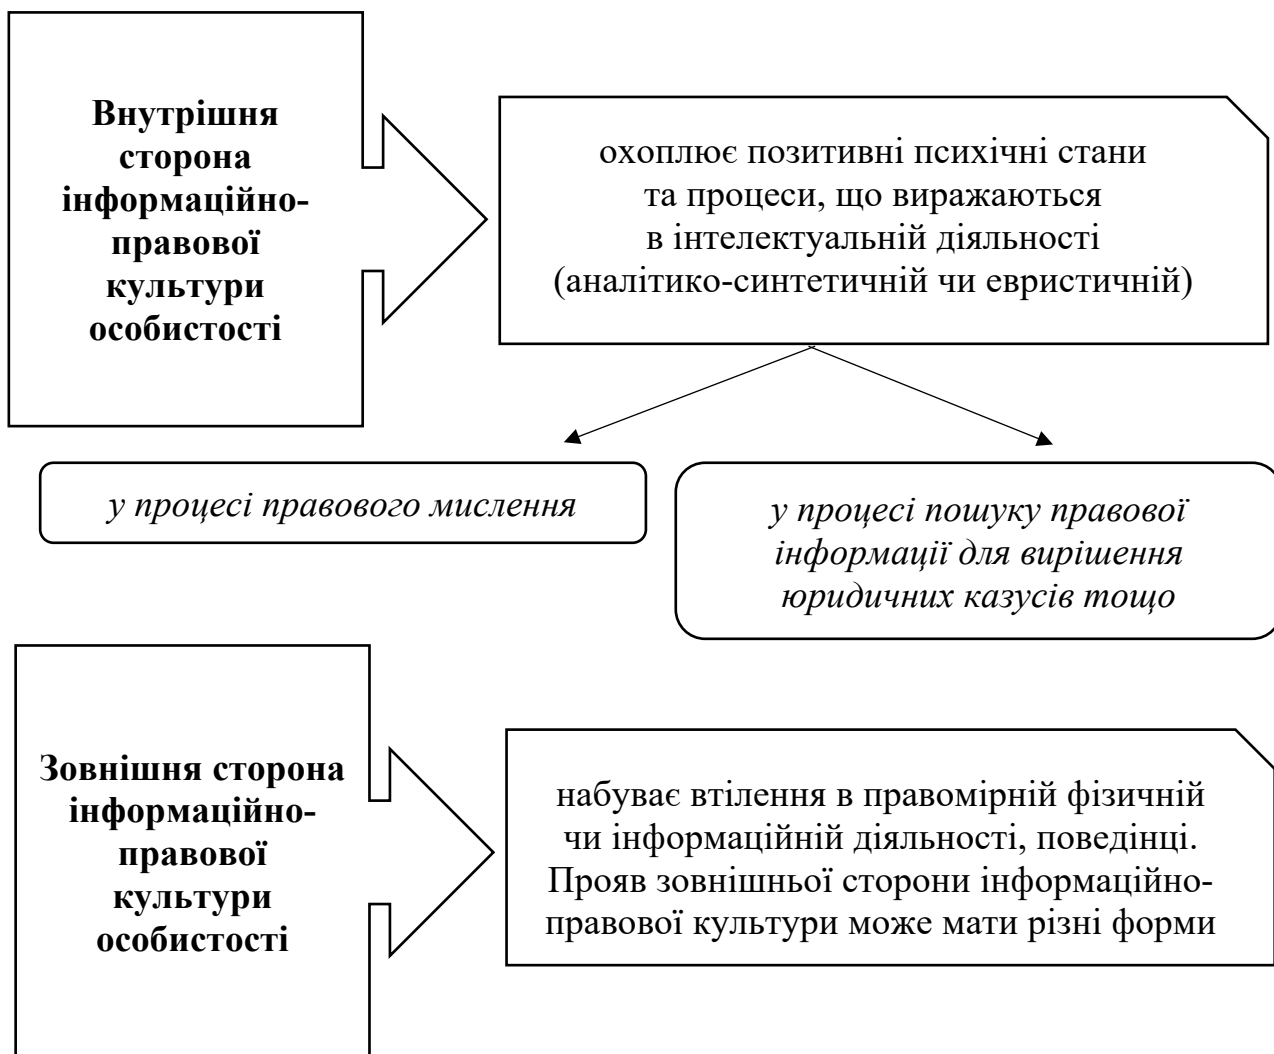 Внутрішня
сторона
інформаційно-
правової
культури
особистості
охоплює позитивні психічні стани
та процеси, що виражаються
в інтелектуальній діяльності
(аналітико-синтетичній чи евристичній)
у процесі правового мислення
у процесі пошуку правової
інформації для вирішення
юридичних казусів тощо
Зовнішня сторона
інформаційно-
правової
культури
особистості
набуває втілення в правомірній фізичній
чи інформаційній діяльності, поведінці.
Прояв зовнішньої сторони інформаційно-
правової культури може мати різні форми